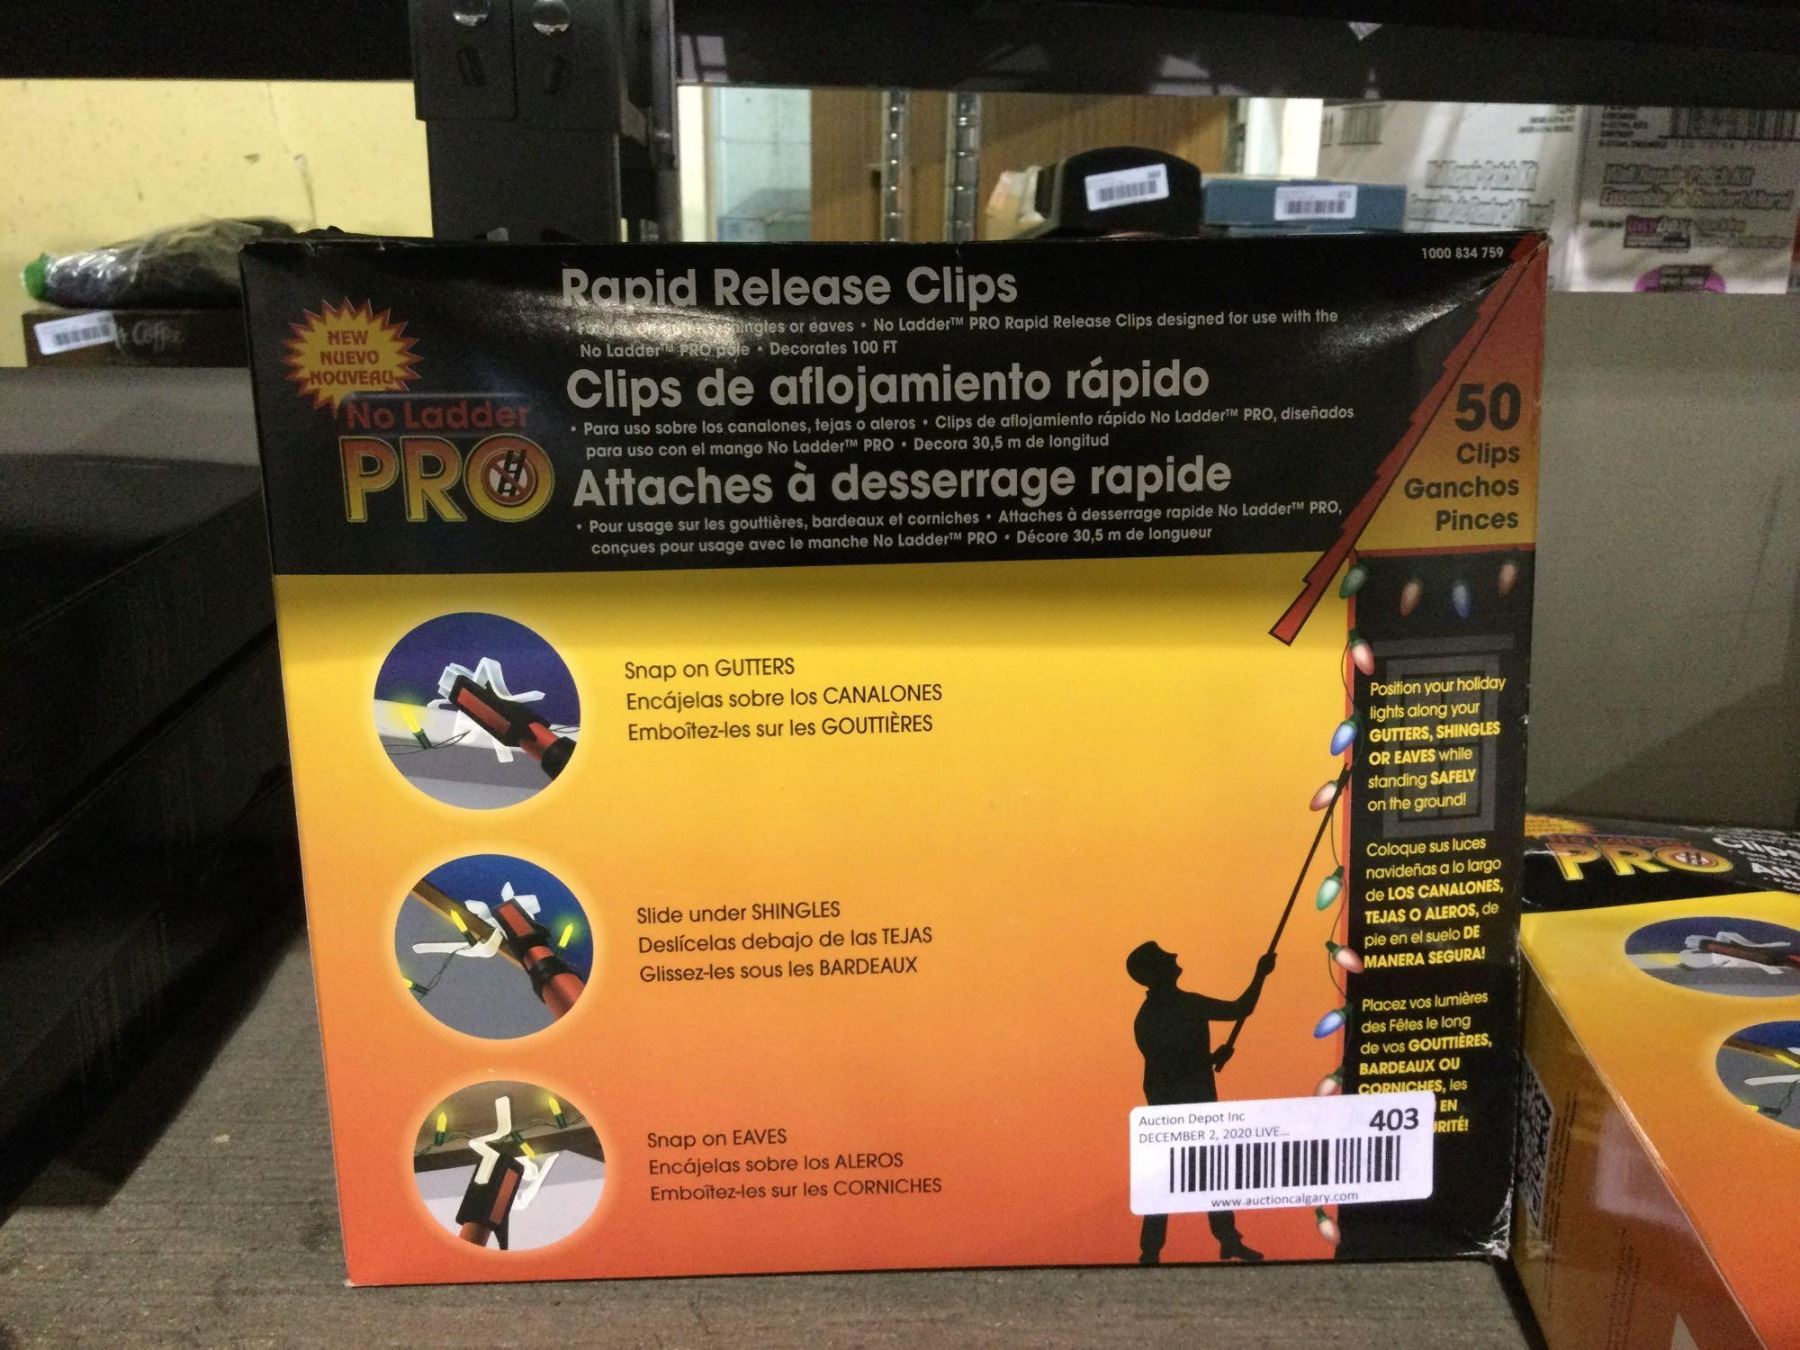 1000 834 759
Rapid Release Clips
shingles or eaves • No Ladder™ PRO Rapid Release Clips designed for use with the
No Ladder™ PRO pole • Decorates 100 FT
NEW
NUEVO
NOUVEAU
No Ladder
PRO
Clips de aflojamiento rápido
• Para uso sobre los canalones, tejas o aleros • Clips de aflojamiento rápido No Ladder™ PRO, diseñados
para uso con el mango No Ladder™ PRO • Decora 30,5 m de longitud
Attaches à desserrage rapide
• Pour usage sur les gouttières, bardeaux et corniches • Attaches à desserrage rapide No Ladder™ PRO,
conçues pour usage avec le manche No Ladder™ PRO • Décore 30,5 m de longueur
50
Clips
Ganchos
Pinces
Snap on GUTTERS
Encájelas sobre los CANALONES
Emboîtez-les sur les GOUTTIÈRES
Slide under SHINGLES
Deslícelas debajo de las TEJAS
Glissez-les sous les BARDEAUX
Snap on EAVES
Encájelas sobre los ALEROS
Emboîtez-les sur les CORNICHES
Position your holiday
lights along your
GUTTERS, SHINGLES
OR EAVES while
standing SAFELY
on the ground!
Coloque sus luces
navideñas a lo largo
de LOS CANALONES,
TEJAS O ALEROS, de
pie en el suelo DE
MANERA SEGURA!
Placez vos lumières
des Fêtes le long
de vos GOUTTIÈRES,
BARDEAUX OU
CORNICHES, les
EN
Auction Depot Inc
DECEMBER 2, 2020 LIVE...
403
www.auctioncalgary.com
Coffee
PRO